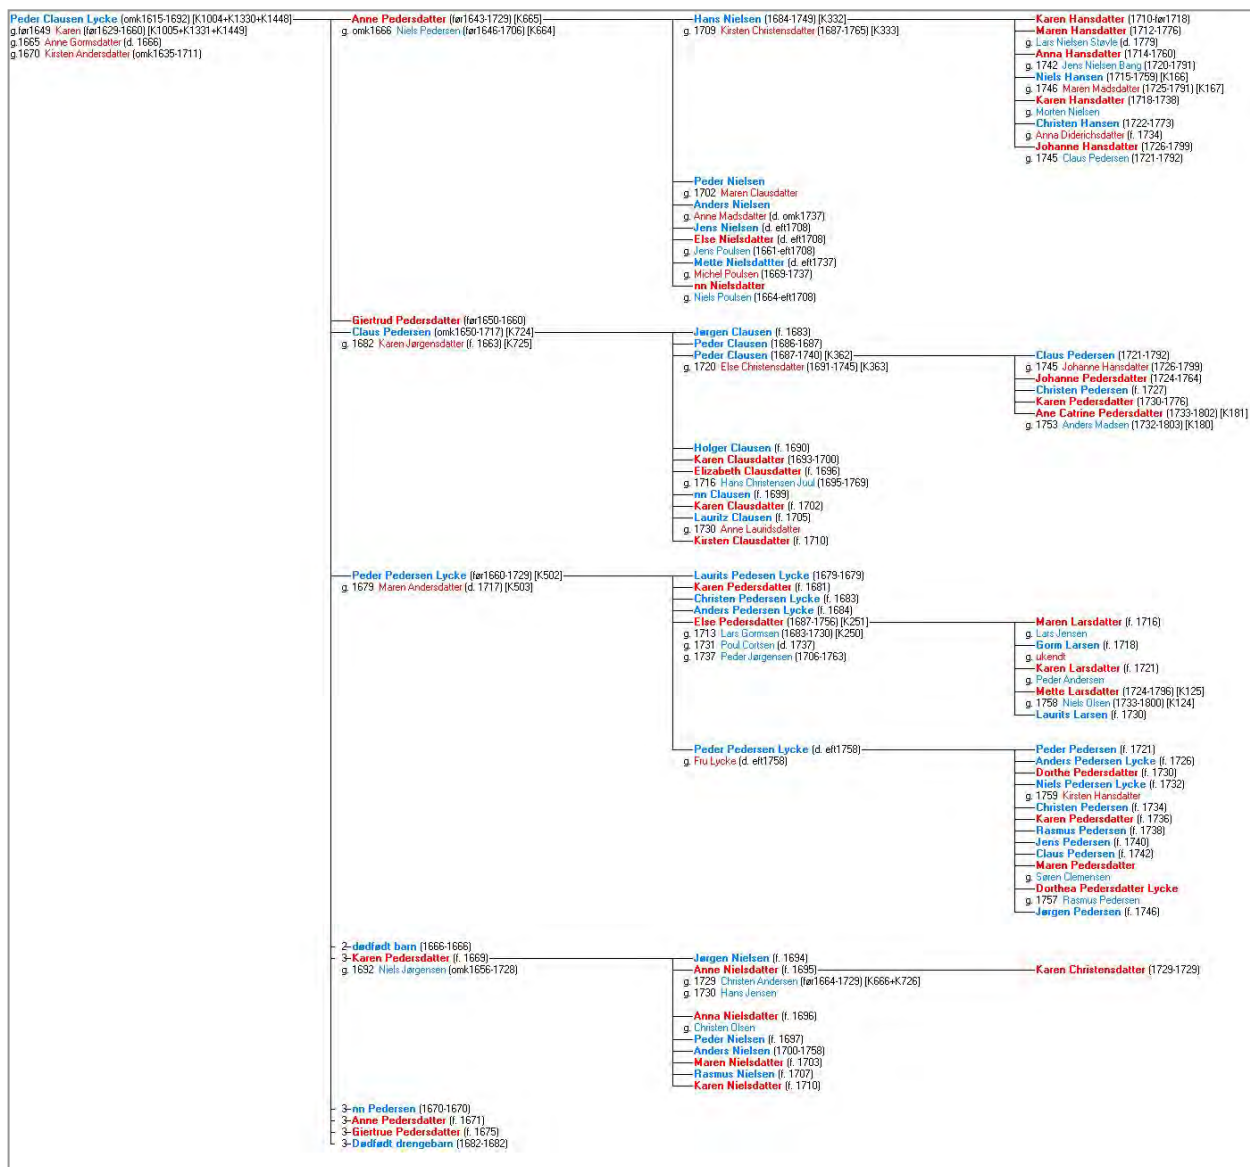 Peder Clausen Lycke (omk1615-1692) [K1004+K1330+K1448]
g.før1649 Karen (før1629-1660) [K1005+K1331+K1449]
g.1665 Anne Gormsdatter (d. 1666)
g.1670 Kirsten Andersdatter (omk1635-1711)
Anne Pedersdatter (før1643-1729) [K665]
g. omk1666 Niels Pedersen (før1646-1706) [K664]
Hans Nielsen (1684-1749) [K332]
g. 1709 Kirsten Christensdatter (1687-1765) [K333]
Karen Hansdatter (1710-før1718)
Maren Hansdatter (1712-1776)
g. Lars Nielsen Støvle (d. 1779)
Anna Hansdatter (1714-1760)
g. 1742 Jens Nielsen Bang (1720-1791)
Niels Hansen (1715-1759) [K166]
g. 1746 Maren Madsdatter (1725-1791) [K167]
Karen Hansdatter (1718-1738)
g. Morten Nielsen
Christen Hansen (1722-1773)
g. Anna Diderichsdatter (f. 1734)
Johanne Hansdatter (1726-1799)
g. 1745 Claus Pedersen (1721-1792)
Peder Nielsen
g. 1702 Maren Clausdatter
Anders Nielsen
g. Anne Madsdatter (d. omk1737)
Jens Nielsen (d. eft1708)
Else Nielsdatter (d. eft1708)
g. Jens Poulsen (1661-eft1708)
Mette Nielsdattter (d. eft1737)
g. Michel Poulsen (1669-1737)
nn Nielsdatter
g. Niels Poulsen (1664-eft1708)
Giertrud Pedersdatter (før1650-1660)
Claus Pedersen (omk1650-1717) [K724]
g. 1682 Karen Jørgensdatter (f. 1663) [K725]
Jørgen Clausen (f. 1683)
Peder Clausen (1686-1687)
Peder Clausen (1687-1740) [K362]
g. 1720 Else Christensdatter (1691-1745) [K363]
Claus Pedersen (1721-1792)
g. 1745 Johanne Hansdatter (1726-1799)
Johanne Pedersdatter (1724-1764)
Christen Pedersen (f. 1727)
Karen Pedersdatter (1730-1776)
Ane Catrine Pedersdatter (1733-1802) [K181]
g. 1753 Anders Madsen (1732-1803) [K180]
Holger Clausen (f. 1690)
Karen Clausdatter (1693-1700)
Elizabeth Clausdatter (f. 1696)
g. 1716 Hans Christensen Juul (1695-1769)
nn Clausen (f. 1699)
Karen Clausdatter (f. 1702)
Lauritz Clausen (f. 1705)
g. 1730 Anne Lauridsdatter
Kirsten Clausdatter (f. 1710)
Peder Pedersen Lycke (før1660-1729) [K502]
g. 1679 Maren Andersdatter (d. 1717) [K503]
Laurits Pedesen Lycke (1679-1679)
Karen Pedersdatter (f. 1681)
Christen Pedersen Lycke (f. 1683)
Anders Pedersen Lycke (f. 1684)
Else Pedersdatter (1687-1756) [K251]
g. 1713 Lars Gormsen (1683-1730) [K250]
g. 1731 Poul Cortsen (d. 1737)
g. 1737 Peder Jørgensen (1706-1763)
Maren Larsdatter (f. 1716)
g. Lars Jensen
Gorm Larsen (f. 1718)
g. ukendt
Karen Larsdatter (f. 1721)
g. Peder Andersen
Mette Larsdatter (1724-1796) [K125]
g. 1758 Niels Olsen (1733-1800) [K124]
Laurits Larsen (f. 1730)
Peder Pedersen Lycke (d. eft1758)
g. Fru Lycke (d. eft1758)
Peder Pedersen (f. 1721)
Anders Pedersen Lycke (f. 1726)
Dorthe Pedersdatter (f. 1730)
Niels Pedersen Lycke (f. 1732)
g. 1759 Kirsten Hansdatter
Christen Pedersen (f. 1734)
Karen Pedersdatter (f. 1736)
Rasmus Pedersen (f. 1738)
Jens Pedersen (f. 1740)
Claus Pedersen (f. 1742)
Maren Pedersdatter
g. Søren Clemensen
Dorthea Pedersdatter Lycke
g. 1757 Rasmus Pedersen
Jørgen Pedersen (f. 1746)
2-dødfødt barn (1666-1666)
3-Karen Pedersdatter (f. 1669)
g. 1692 Niels Jørgensen (omk1656-1728)
Jørgen Nielsen (f. 1694)
Anne Nielsdatter (f. 1695)
g. 1729 Christen Andersen (før1664-1729) [K666+K726]
g. 1730 Hans Jensen
Karen Christensdatter (1729-1729)
Anna Nielsdatter (f. 1696)
g. Christen Olsen
Peder Nielsen (f. 1697)
Anders Nielsen (1700-1758)
Maren Nielsdatter (f. 1703)
Rasmus Nielsen (f. 1707)
Karen Nielsdatter (f. 1710)
3-nn Pedersen (1670-1670)
3-Anne Pedersdatter (f. 1671)
3-Giertrue Pedersdatter (f. 1675)
3-Dødfødt drengebarn (1682-1682)